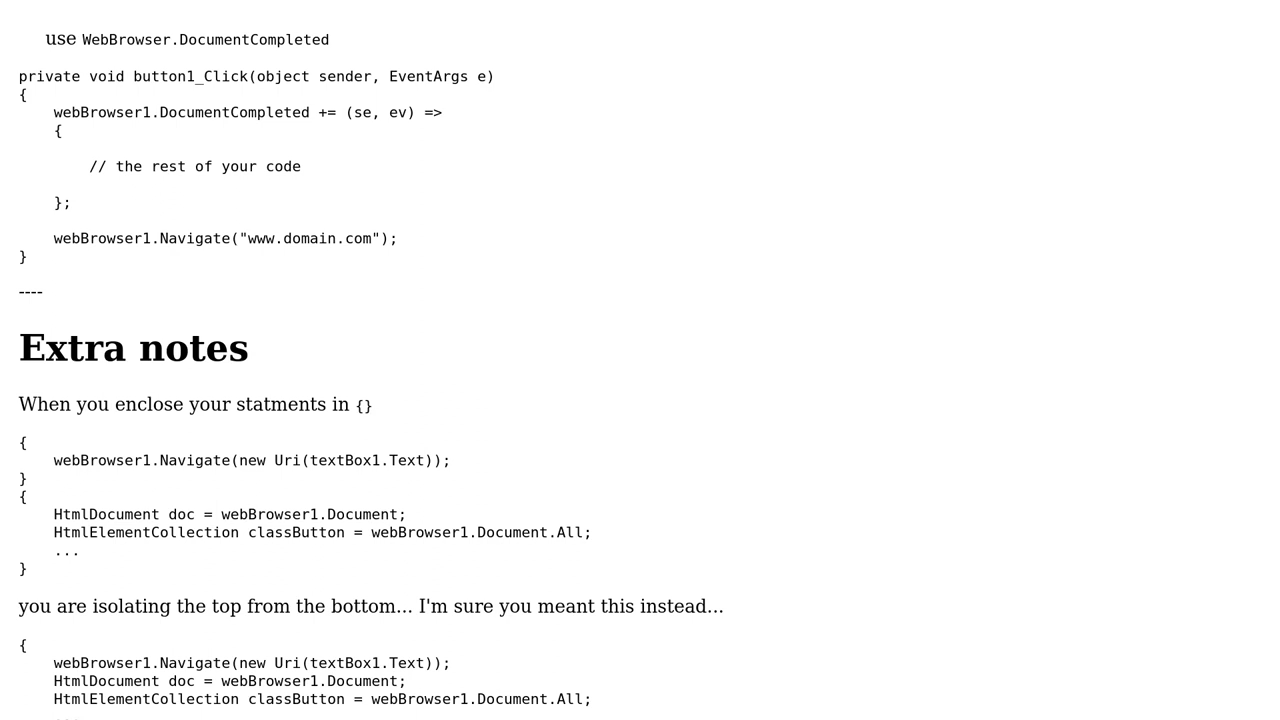 use WebBrowser.DocumentCompleted
private void button1_Click(object sender, EventArgs e)
{
    webBrowser1.DocumentCompleted += (se, ev) =>
    {
        // the rest of your code
    };
    webBrowser1.Navigate("www.domain.com");
}
----
Extra notes
When you enclose your statments in {}
{
    webBrowser1.Navigate(new Uri(textBox1.Text));
}
{
    HtmlDocument doc = webBrowser1.Document;
    HtmlElementCollection classButton = webBrowser1.Document.All;
    ...
}
you are isolating the top from the bottom... I'm sure you meant this instead...
{
    webBrowser1.Navigate(new Uri(textBox1.Text));
    HtmlDocument doc = webBrowser1.Document;
    HtmlElementCollection classButton = webBrowser1.Document.All;
    ...